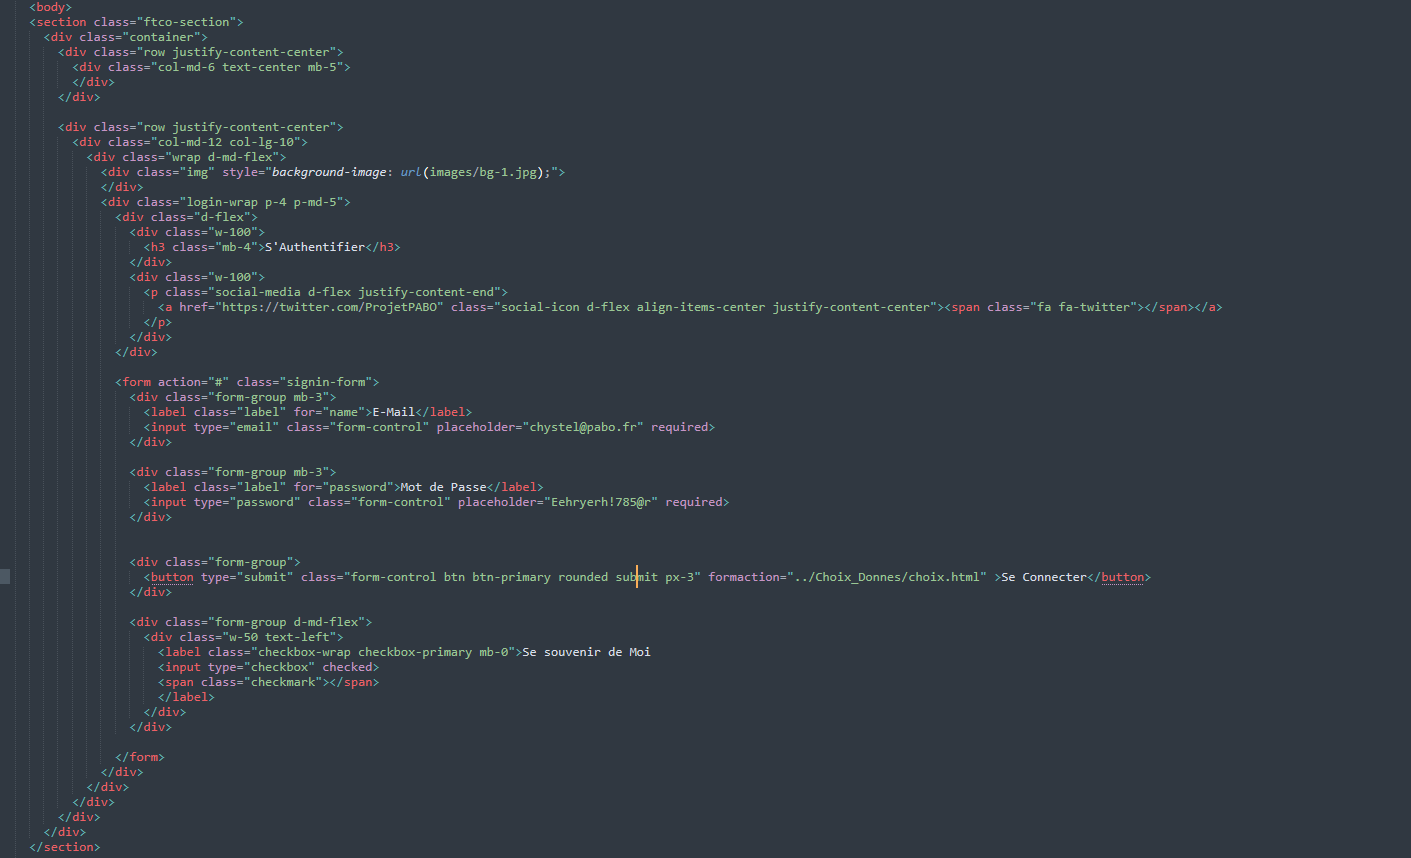 <body>
<section class="ftco-section">
<div class="container">
<div class="row justify-content-center">
<div class="col-md-6 text-center mb-5">
</div>
</div>
<div class="row justify-content-center">
<div class="col-md-12 col-lg-10">
<div class="wrap d-md-flex">
<div class="img" style="background-image: url(images/bg-1.jpg);">
</div>
<div class="login-wrap p-4 p-md-5">
<div class="d-flex">
<div class="w-100">
<h3 class="mb-4">S'Authentifier</h3>
</div>
<div class="w-100">
<p class="social-media d-flex justify-content-end">
<a href="https://twitter.com/ProjetPABO" class="social-icon d-flex align-items-center justify-content-center"><span class="fa fa-twitter"></span></a>
</p>
</div>
</div>
<form action="#" class="signin-form">
<div class="form-group mb-3">
<label class="label" for="name">E-Mail</label>
<input type="email" class="form-control" placeholder="chystel@pabo.fr" required>
</div>
<div class="form-group mb-3">
<label class="label" for="password">Mot de Passe</label>
<input type="password" class="form-control" placeholder="Eehryerh!785@r" required>
</div>
<div class="form-group">
<button type="submit" class="form-control btn btn-primary rounded submit px-3" formaction="../Choix_Donnes/choix.html" >Se Connecter</button>
</div>
<div class="form-group d-md-flex">
<div class="w-50 text-left">
<label class="checkbox-wrap checkbox-primary mb-0">Se souvenir de Moi
<input type="checkbox" checked>
<span class="checkmark"></span>
</label>
</div>
</div>
</form>
</div>
</div>
</div>
</div>
</div>
</section>